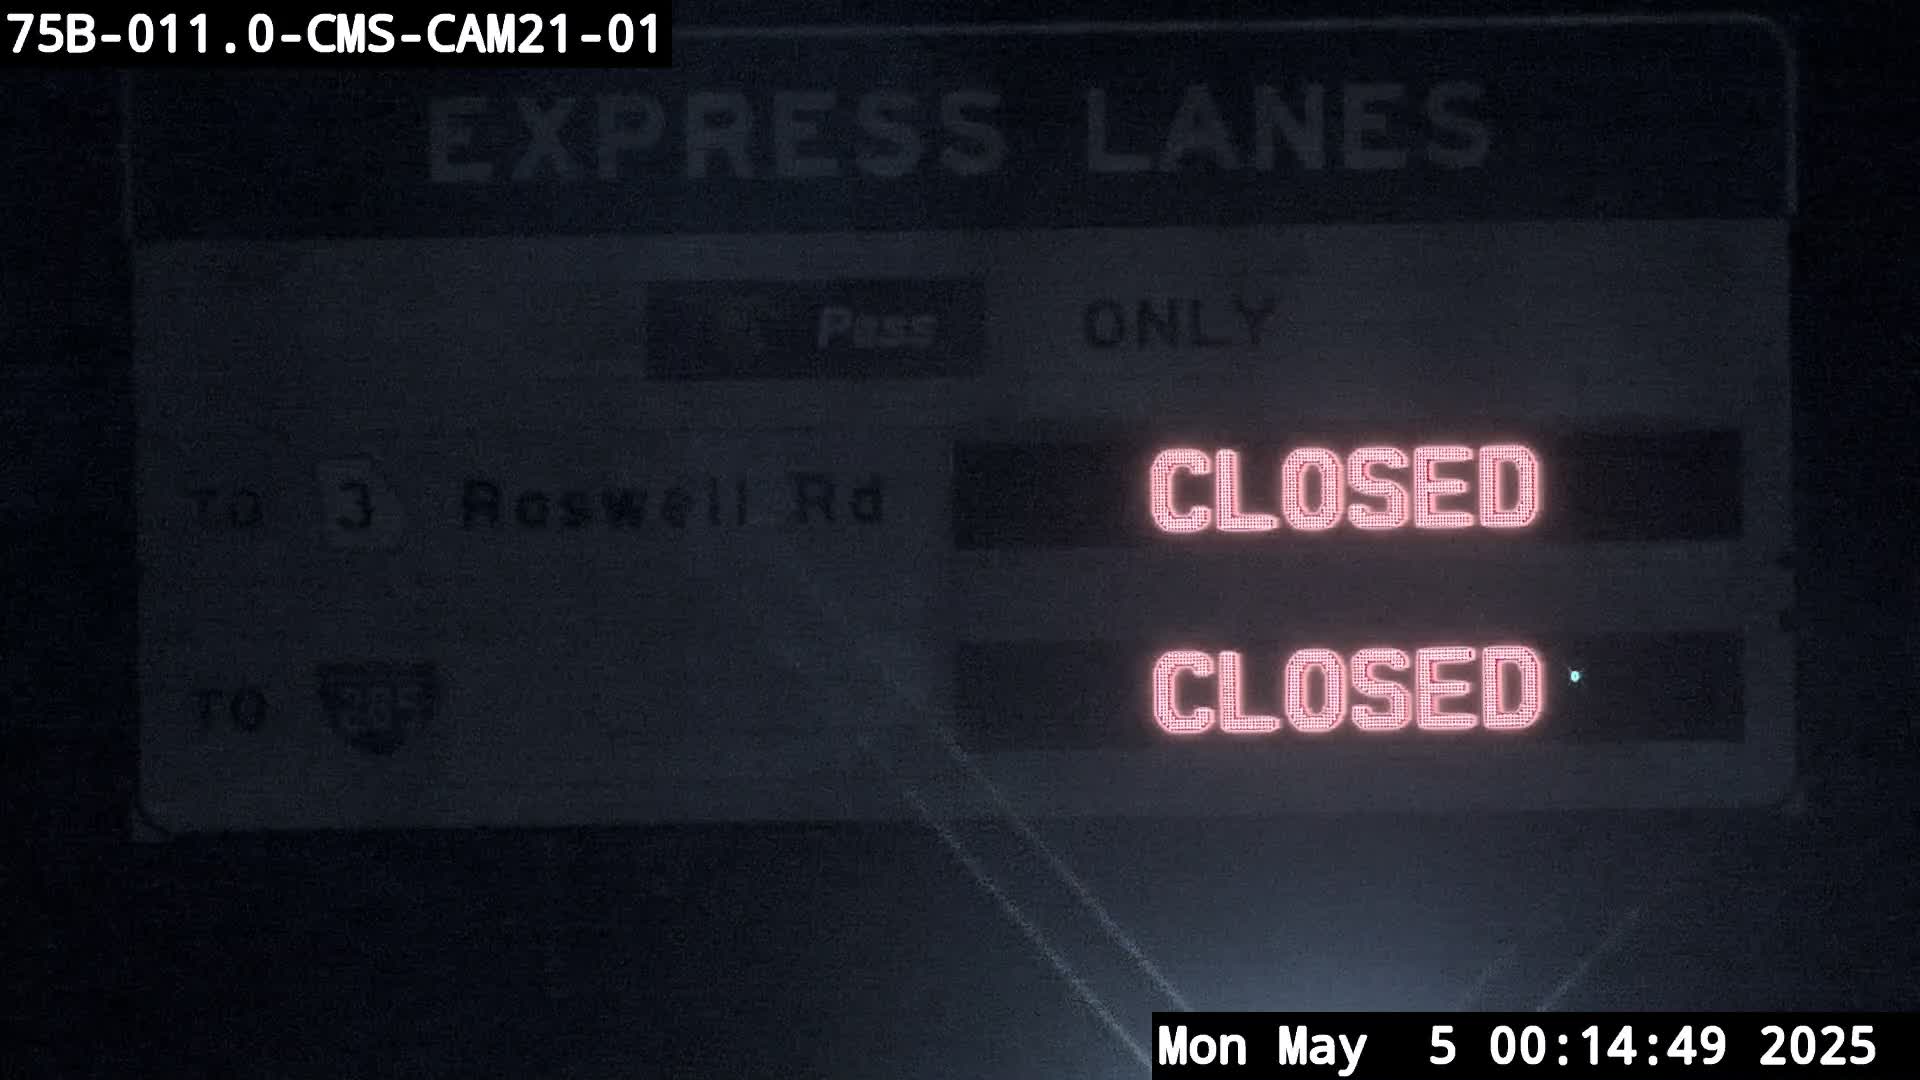 75B-011.0-CMS-CAM21-01
EXPRESS LANES
Pass ONLY
TO 3 Roswell Rd CLOSED
TO 285 CLOSED
Mon May 5 00:14:49 2025